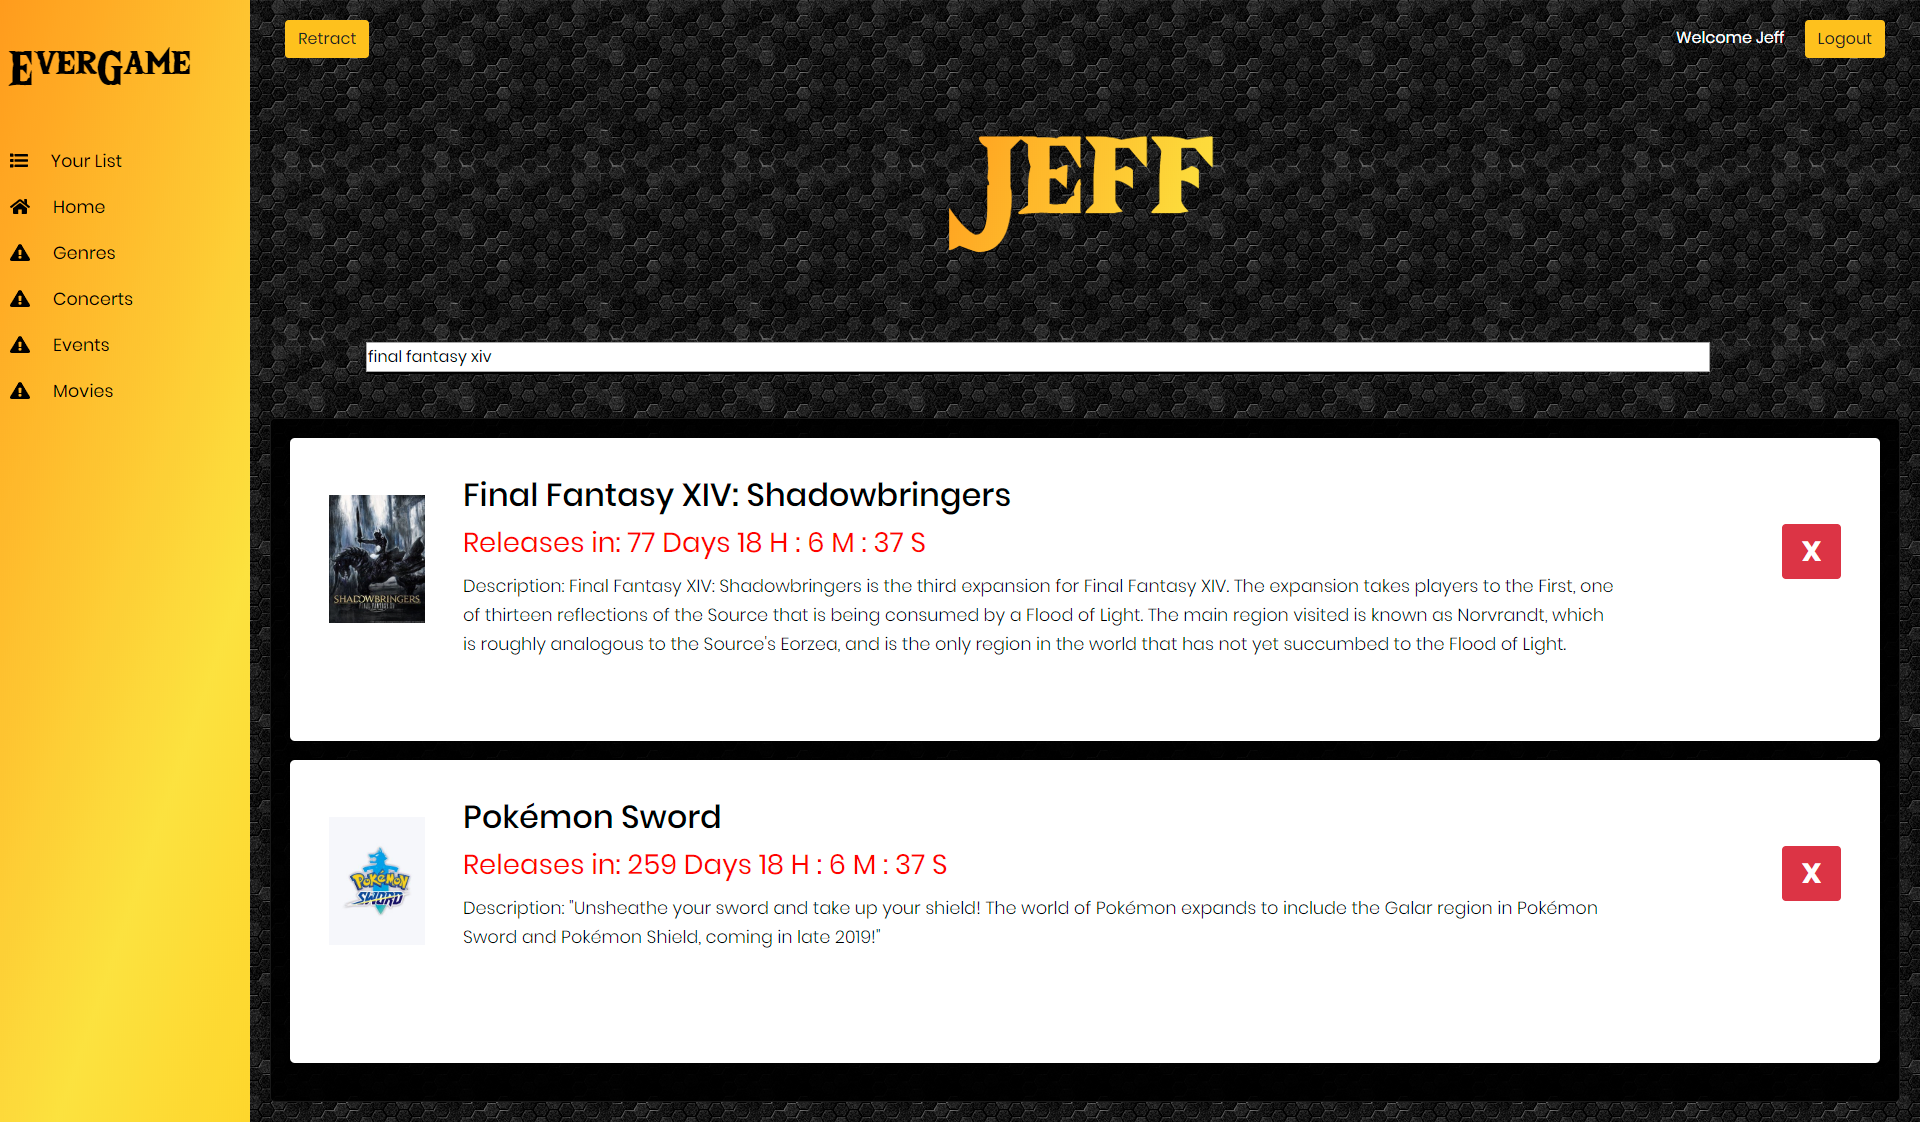 EverGame
Retract
Welcome Jeff
Logout
Your List
Home
Genres
Concerts
Events
Movies
Jeff
final fantasy xiv
Final Fantasy XIV: Shadowbringers
Releases in: 77 Days 18 H : 6 M : 37 S
Description: Final Fantasy XIV: Shadowbringers is the third expansion for Final Fantasy XIV. The expansion takes players to the First, one
of thirteen reflections of the Source that is being consumed by a Flood of Light. The main region visited is known as Norvrandt, which
is roughly analogous to the Source's Eorzea, and is the only region in the world that has not yet succumbed to the Flood of Light.
SHADOWBRINGERS
FINAL FANTASY XIV
X
Pokémon Sword
Releases in: 259 Days 18 H : 6 M : 37 S
Description: "Unsheathe your sword and take up your shield! The world of Pokémon expands to include the Galar region in Pokémon
Sword and Pokémon Shield, coming in late 2019!"
POKÉMON
SWORD
X